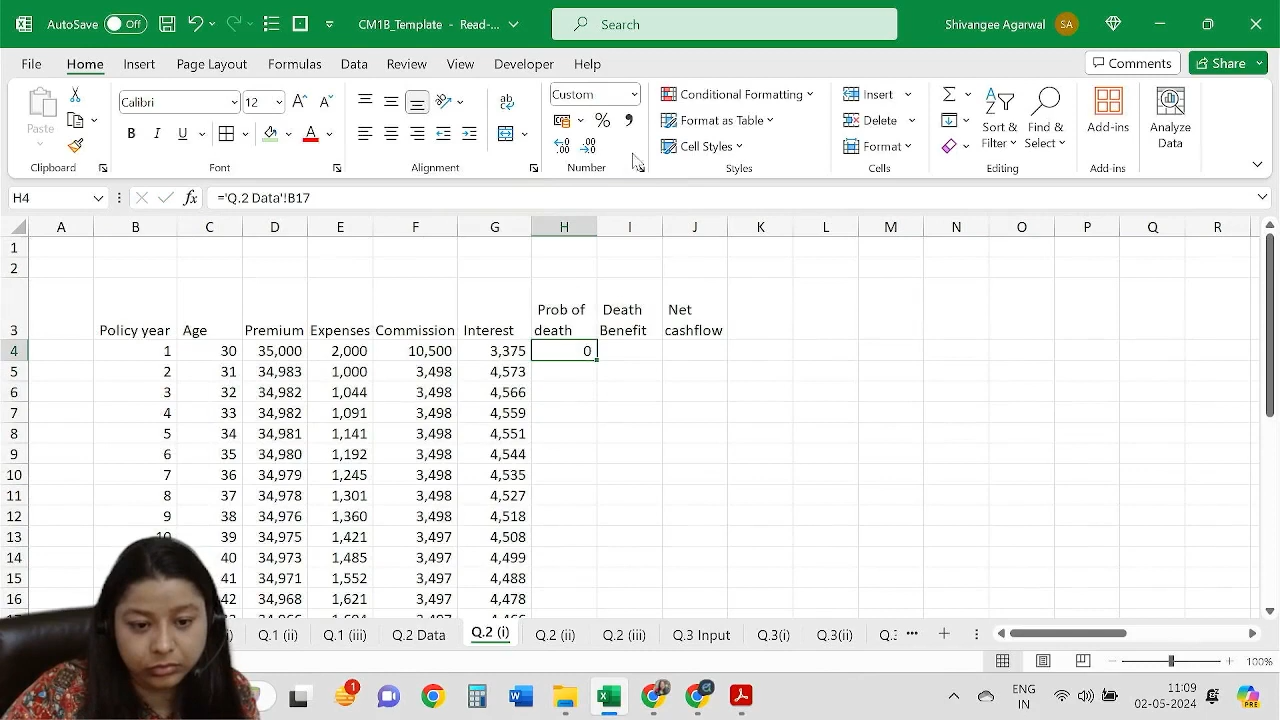 AutoSave Off CM1B_Template - Read-... Search Shivangee Agarwal SA
File Home Insert Page Layout Formulas Data Review View Developer Help Comments Share
Paste Calibri 12 Custom Conditional Formatting Insert
B I U A Format as Table Delete Sort & Filter Find & Select Add-ins Analyze Data
Cell Styles Format
Clipboard Font Alignment Number Styles Cells Editing Add-ins
H4 fx ='Q.2 Data'!B17
A B C D E F G H I J K L M N O P Q R
1
2
Prob of Death Net
3 Policy year Age Premium Expenses Commission Interest death Benefit cashflow
4 1 30 35,000 2,000 10,500 3,375 0
5 2 31 34,983 1,000 3,498 4,573
6 3 32 34,982 1,044 3,498 4,566
7 4 33 34,982 1,091 3,498 4,559
8 5 34 34,981 1,141 3,498 4,551
9 6 35 34,980 1,192 3,498 4,544
10 7 36 34,979 1,245 3,498 4,535
11 8 37 34,978 1,301 3,498 4,527
12 9 38 34,976 1,360 3,498 4,518
13 10 39 34,975 1,421 3,497 4,508
14 40 34,973 1,485 3,497 4,499
15 41 34,971 1,552 3,497 4,488
16 42 34,968 1,621 3,497 4,478
Q.1 (ii) Q.1 (iii) Q.2 Data Q.2 (i) Q.2 (ii) Q.2 (iii) Q.3 Input Q.3(i) Q.3(ii) Q.:
100%
1 ENG IN 11:09 02-05-2024 PRE